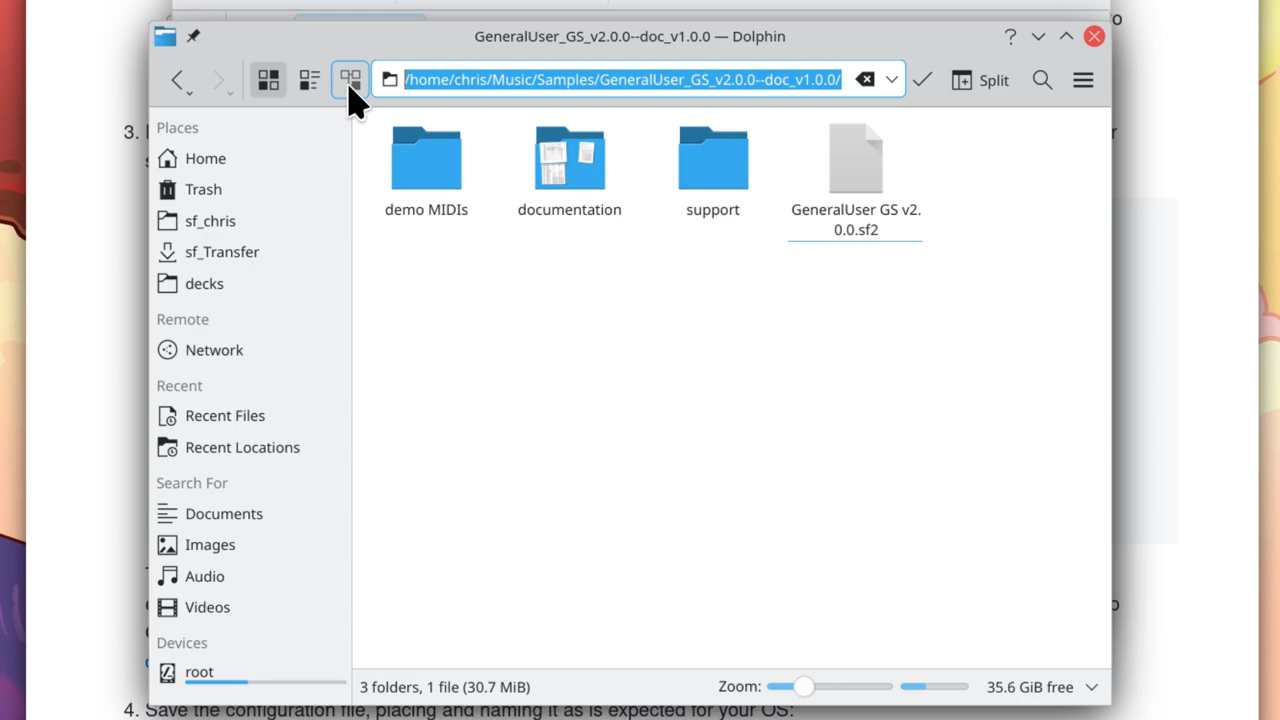 GeneralUser_GS_v2.0.0--doc_v1.0.0 — Dolphin
/home/chris/Music/Samples/GeneralUser_GS_v2.0.0--doc_v1.0.0/
Split
Places
Home
Trash
sf_chris
sf_Transfer
decks
Remote
Network
Recent
Recent Files
Recent Locations
Search For
Documents
Images
Audio
Videos
Devices
root
demo MIDIs
documentation
support
GeneralUser GS v2.
0.0.sf2
3 folders, 1 file (30.7 MiB)
Zoom:
35.6 GiB free
3.
4. Save the configuration file, placing and naming it as is expected for your OS: